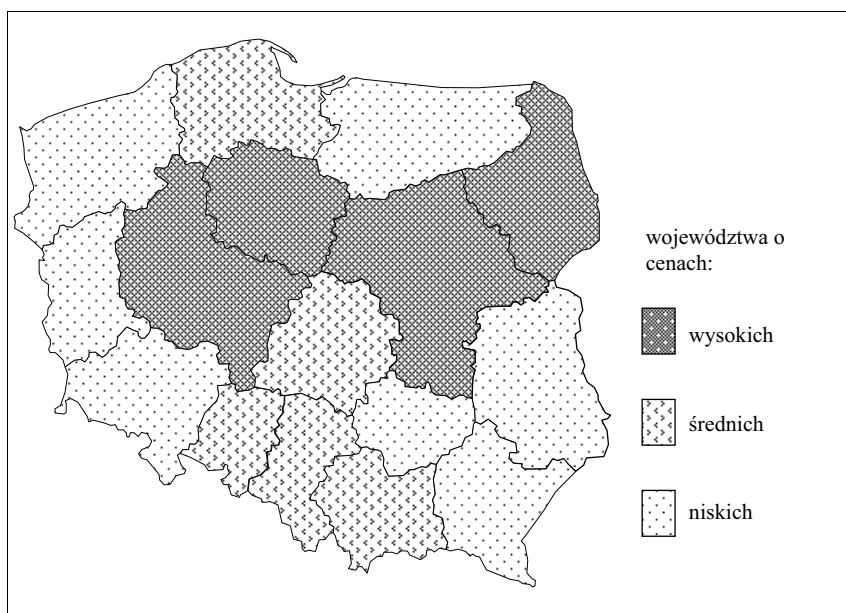 województwa o
cenach:
wysokich
średnich
niskich